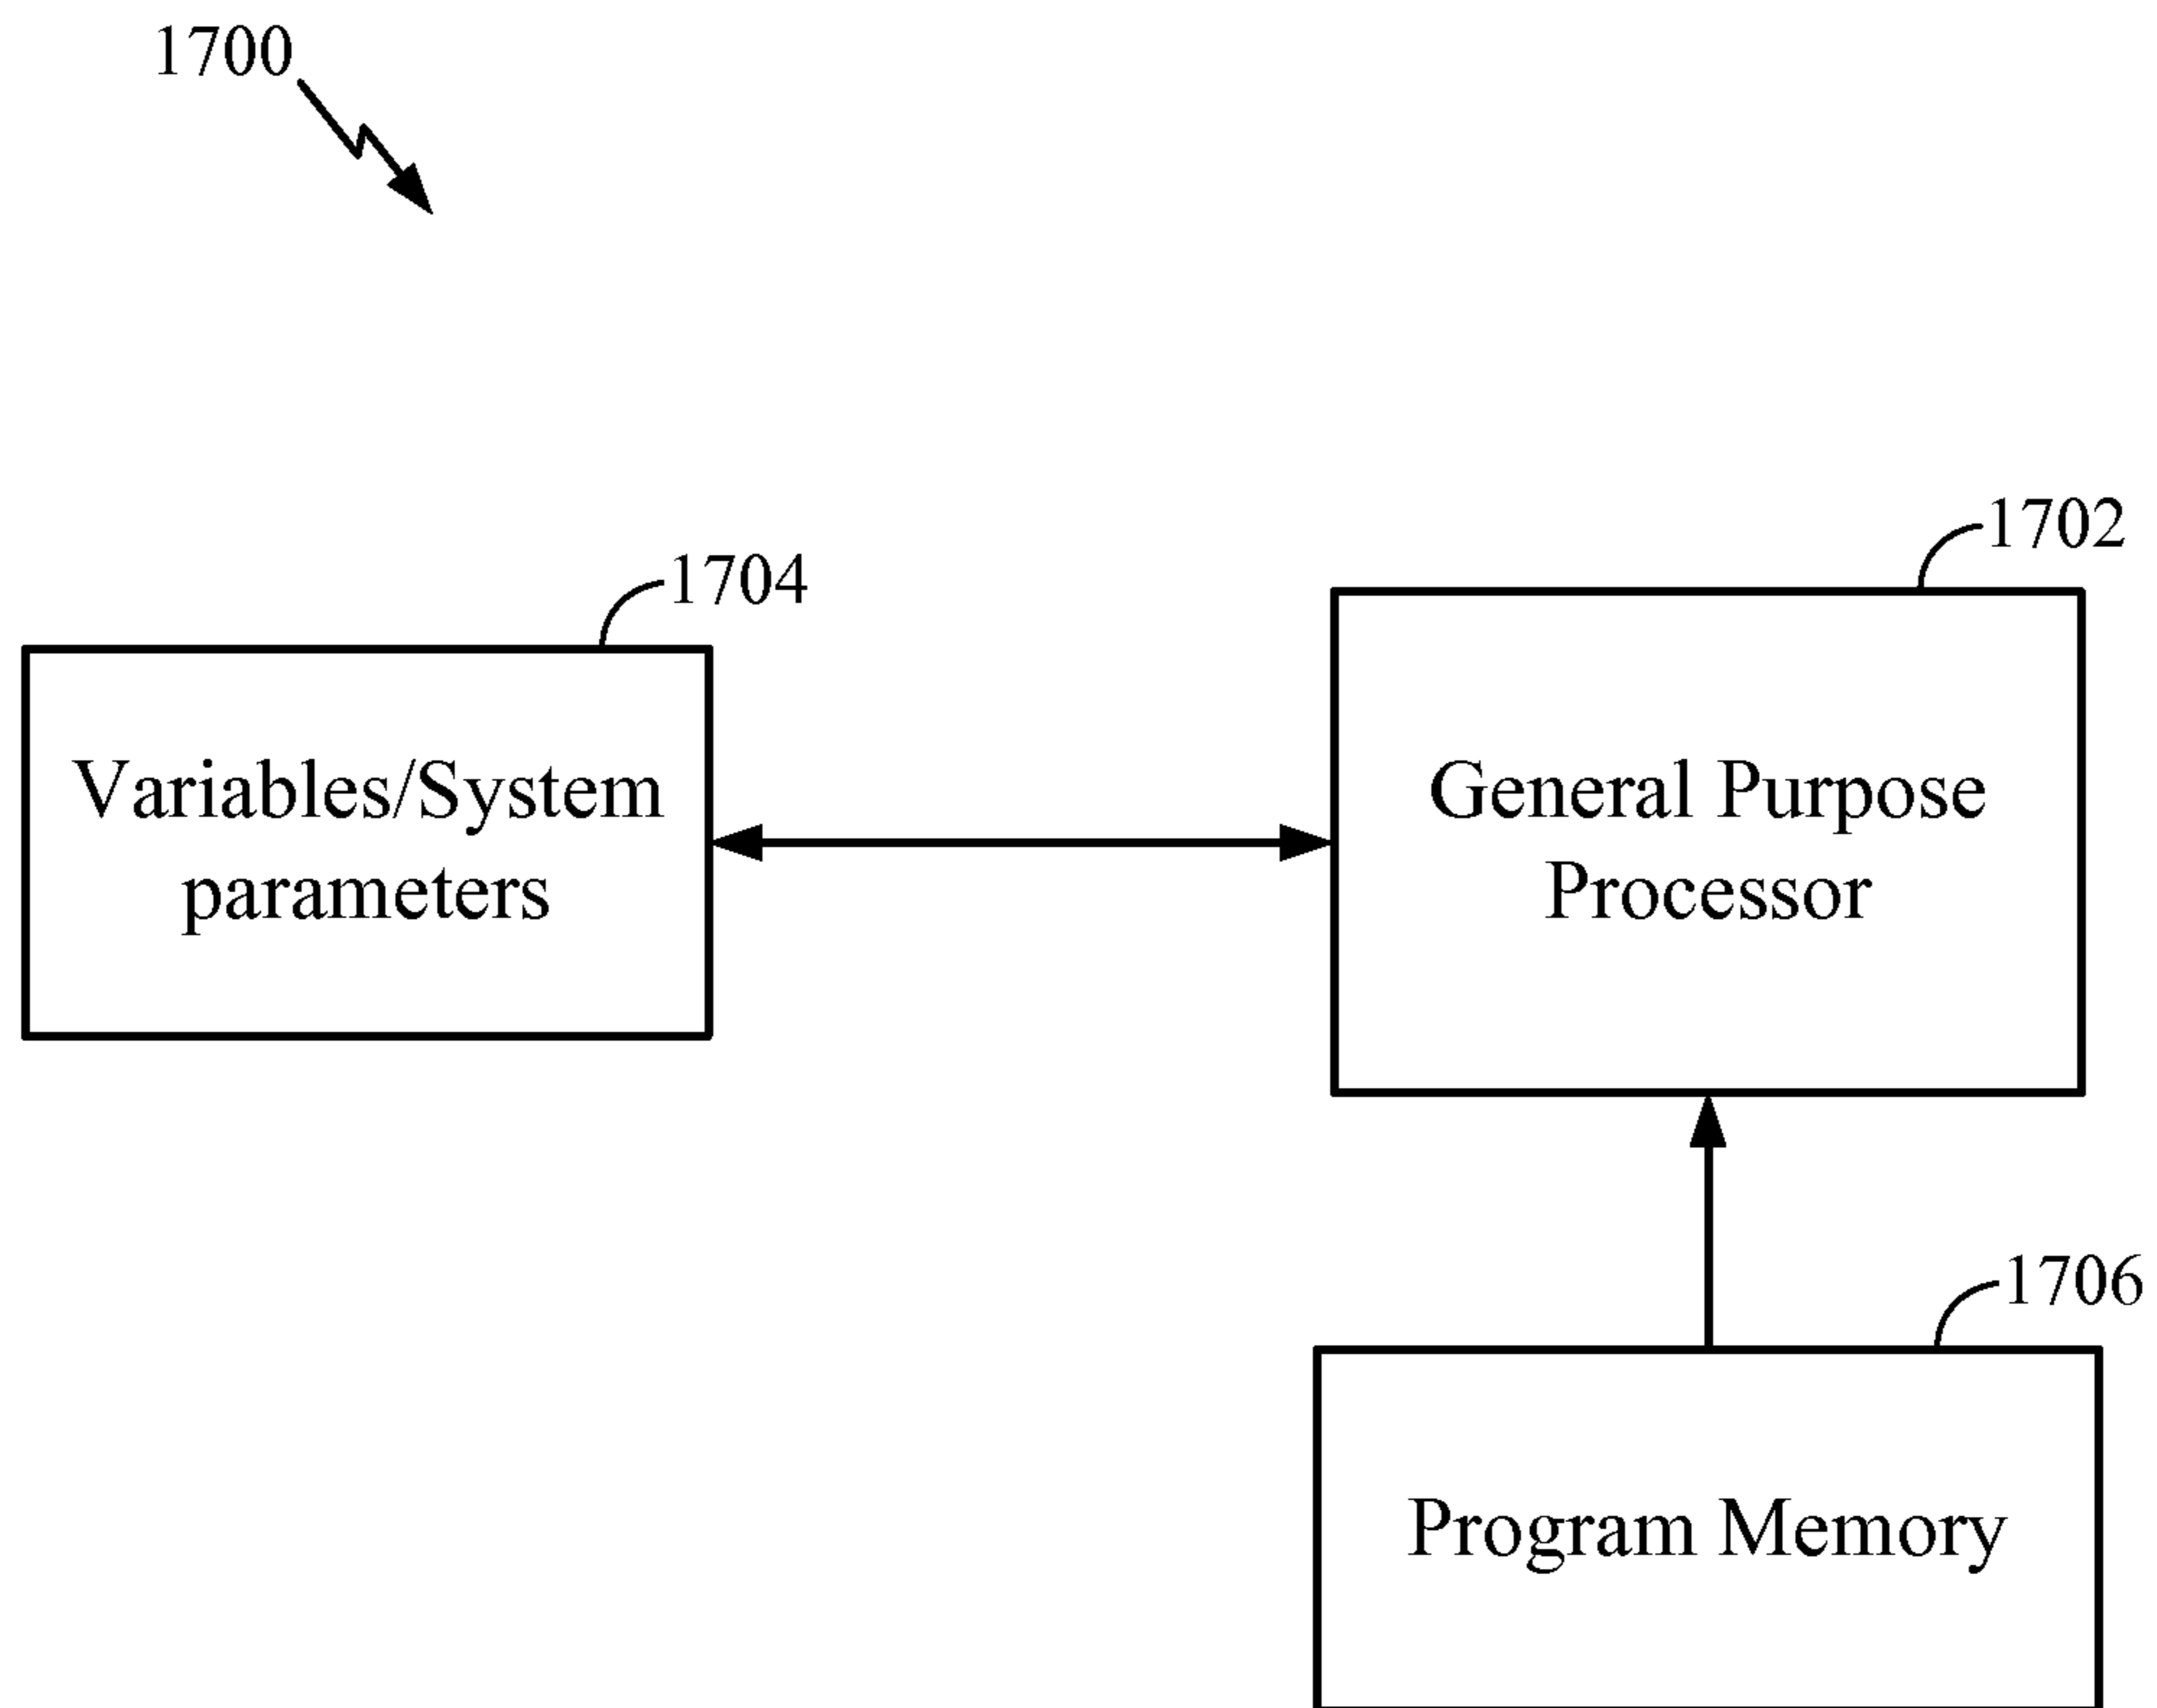 1700
1702
1704
Variables/System
parameters
General Purpose
Processor
1706
Program Memory